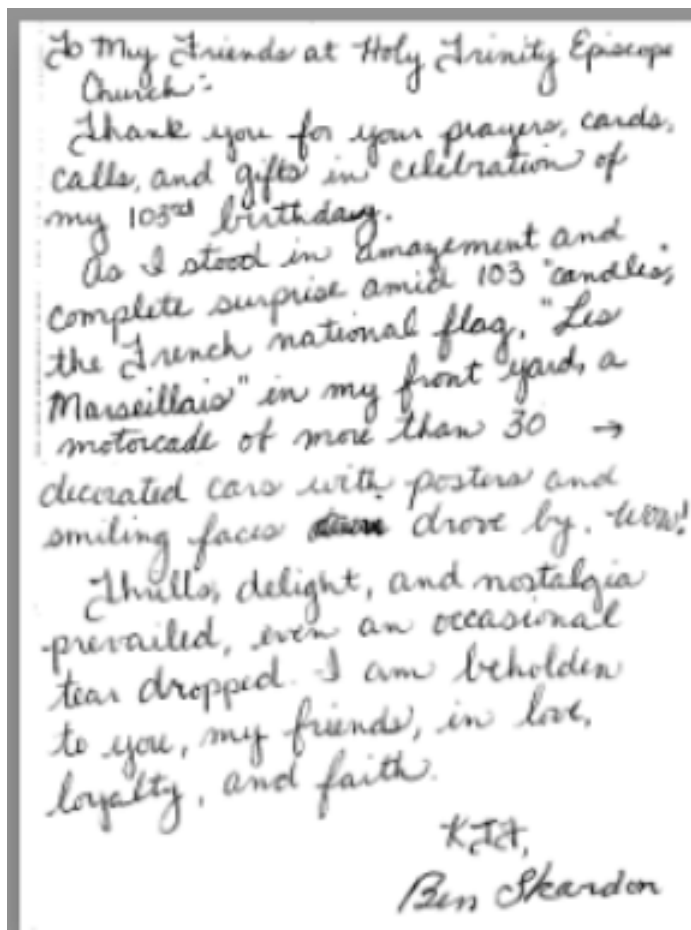 To My Friends at Holy Trinity Episcope
Church:-
Thank you for your prayers, cards,
calls, and gifts in celebration of
my 103rd birthday.
As I stood in amazement and
complete surprise amid 103 "candles",
the French national flag, "Les
Marseillais" in my front yard, a
motorcade of more than 30 →
decorated cars with posters and
smiling faces drove by. WOW!
Thrills, delight, and nostalgia
prevailed, even an occasional
tear dropped. I am beholden
to you, my friends, in love,
loyalty, and faith.
KTF,
Ben Skardon